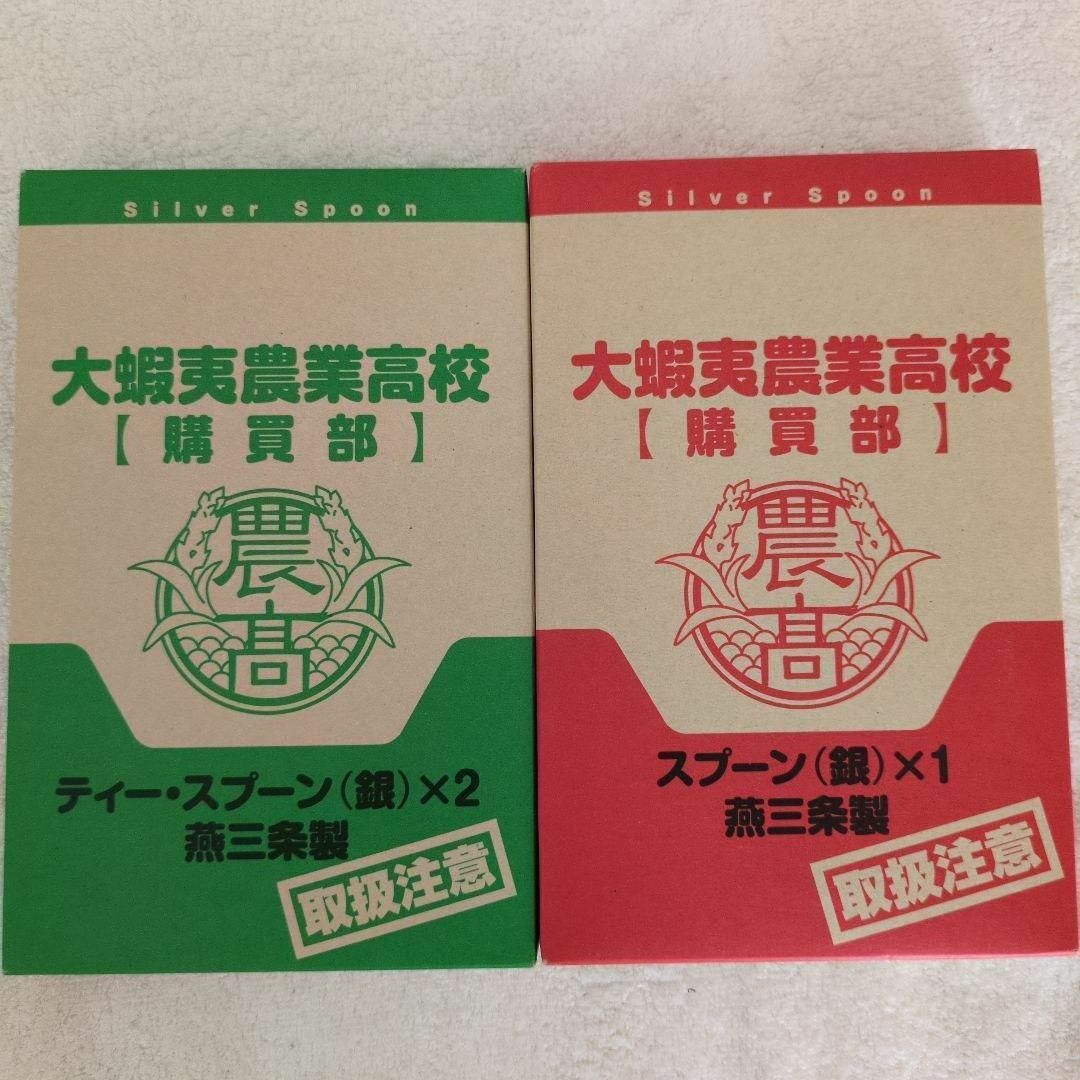 Silver Spoon
大蝦夷農業高校
【購買部】
農高
ティー・スプーン(銀)×2
燕三条製
取扱注意
Silver Spoon
大蝦夷農業高校
【購買部】
農高
スプーン(銀)×1
燕三条製
取扱注意